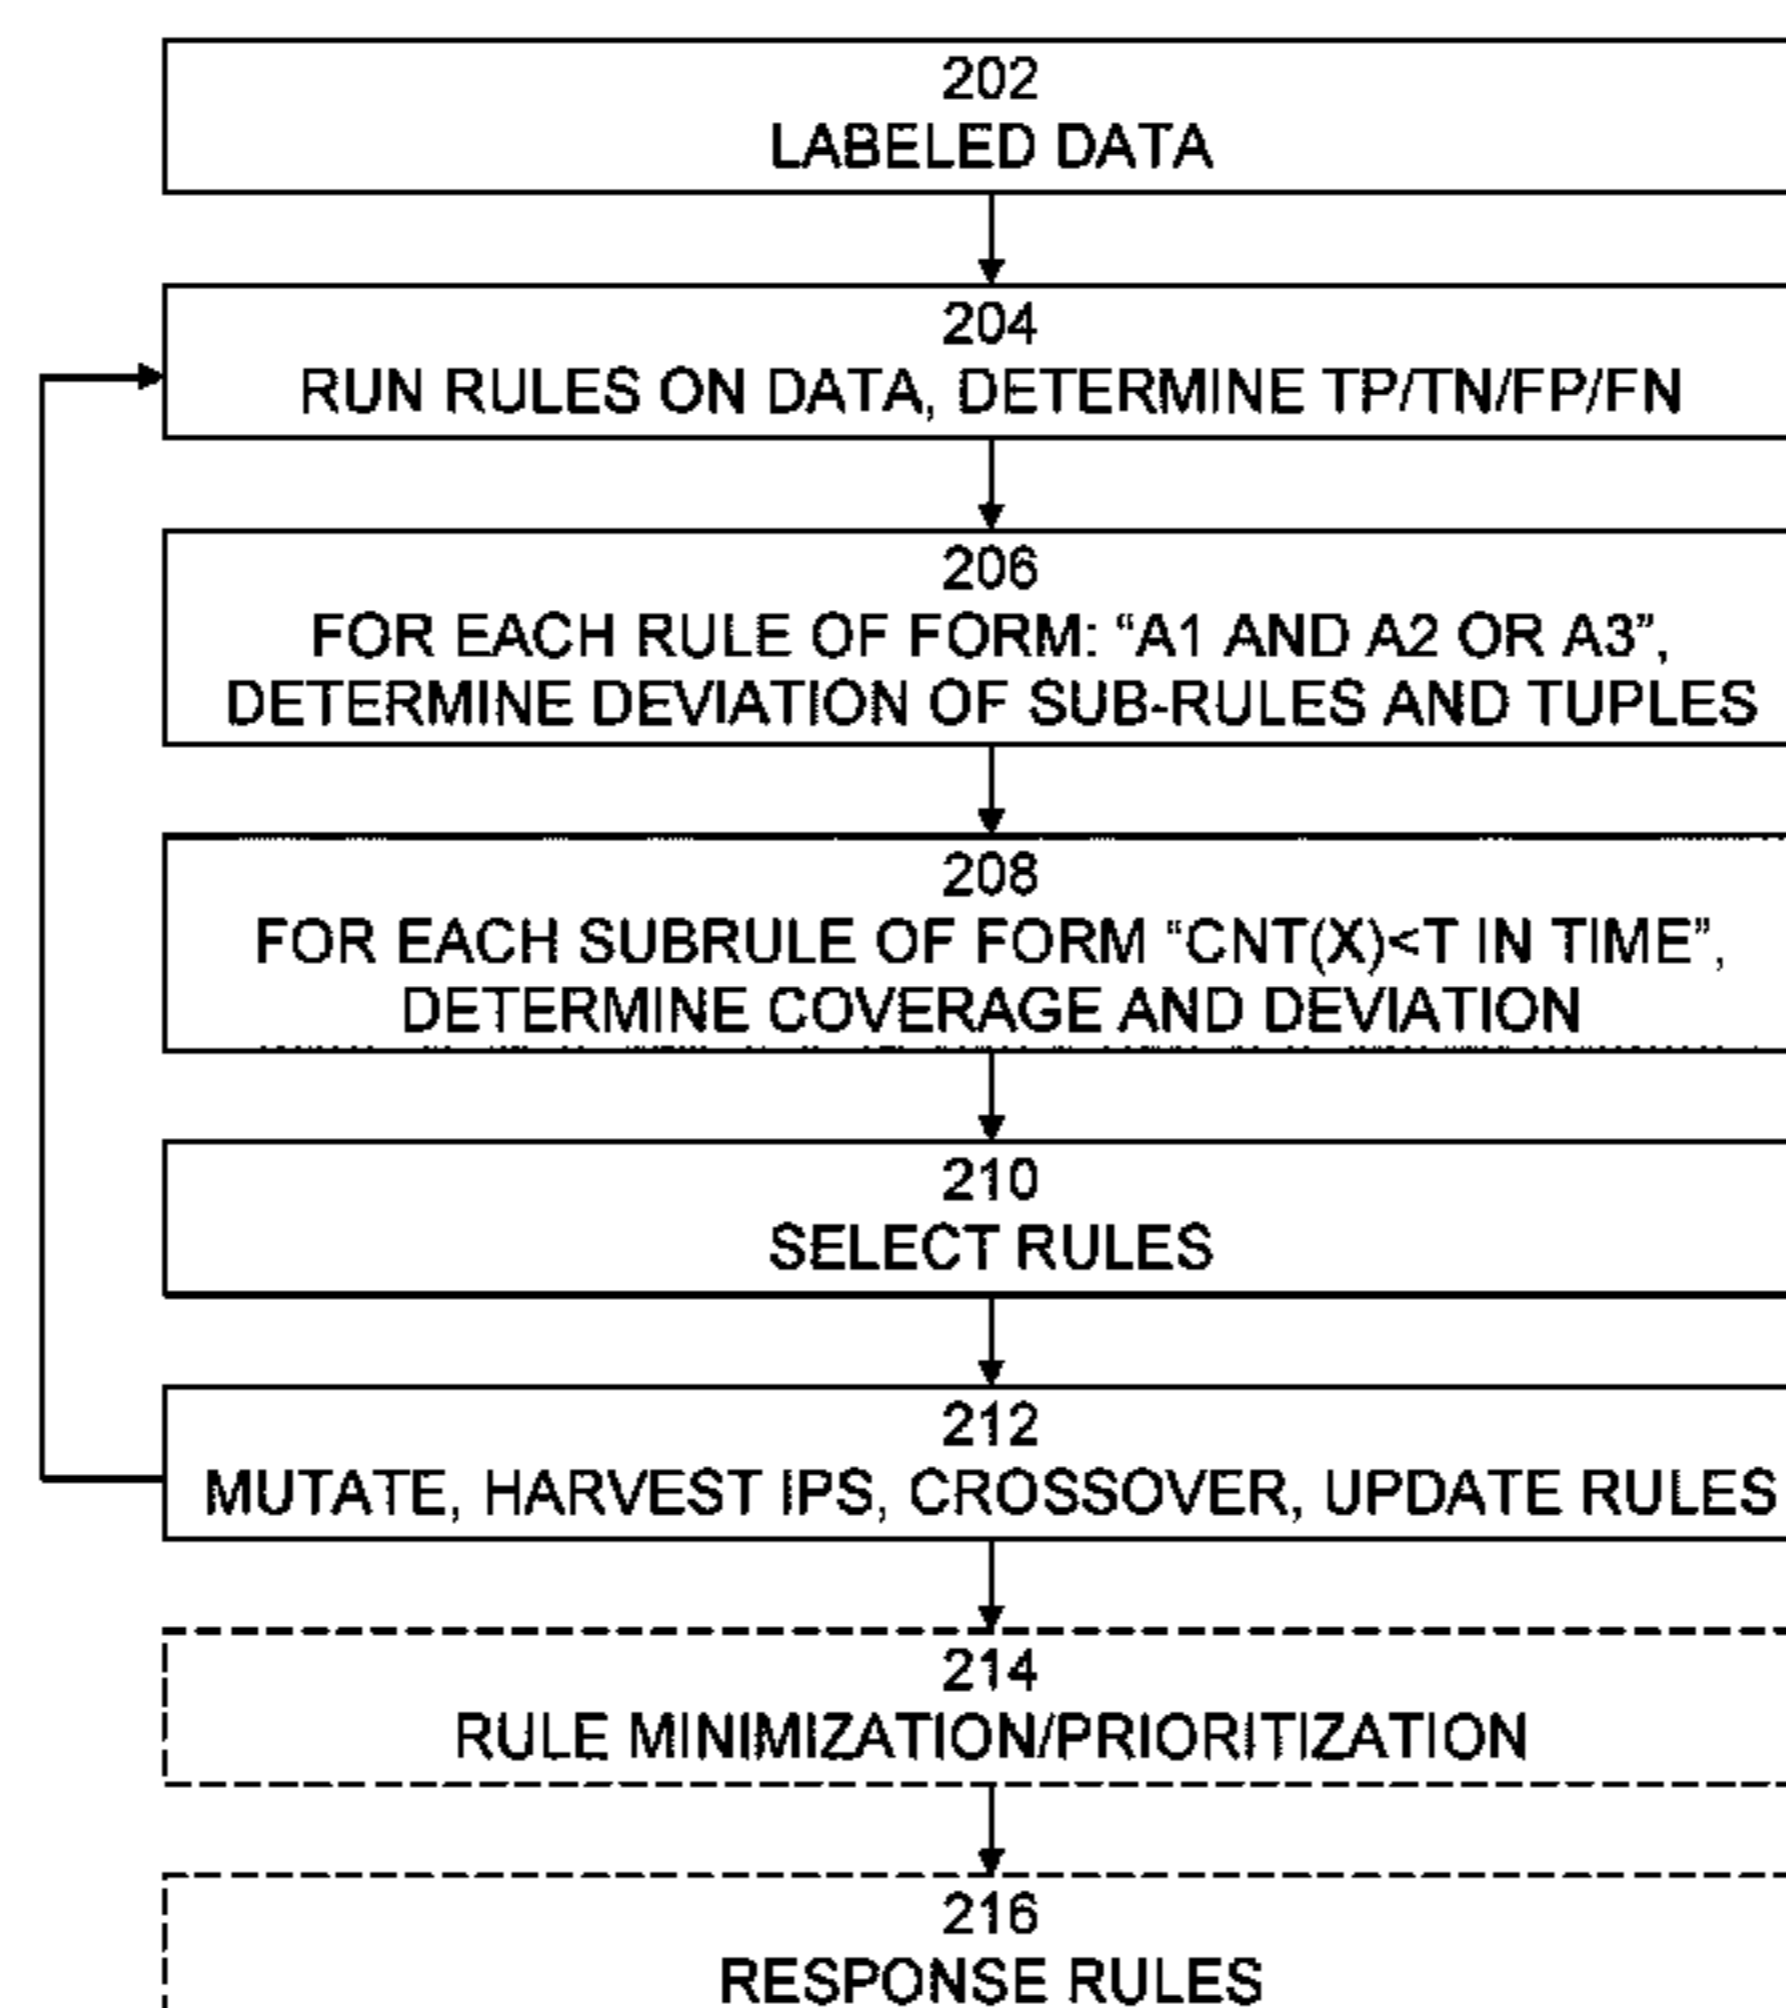 202
LABELED DATA
204
RUN RULES ON DATA, DETERMINE TP/TN/FP/FN
206
FOR EACH RULE OF FORM: “A1 AND A2 OR A3”,
DETERMINE DEVIATION OF SUB-RULES AND TUPLES
208
FOR EACH SUBRULE OF FORM “CNT(X)<T IN TIME”,
DETERMINE COVERAGE AND DEVIATION
210
SELECT RULES
212
MUTATE, HARVEST IPS, CROSSOVER, UPDATE RULES
214
RULE MINIMIZATION/PRIORITIZATION
216
RESPONSE RULES